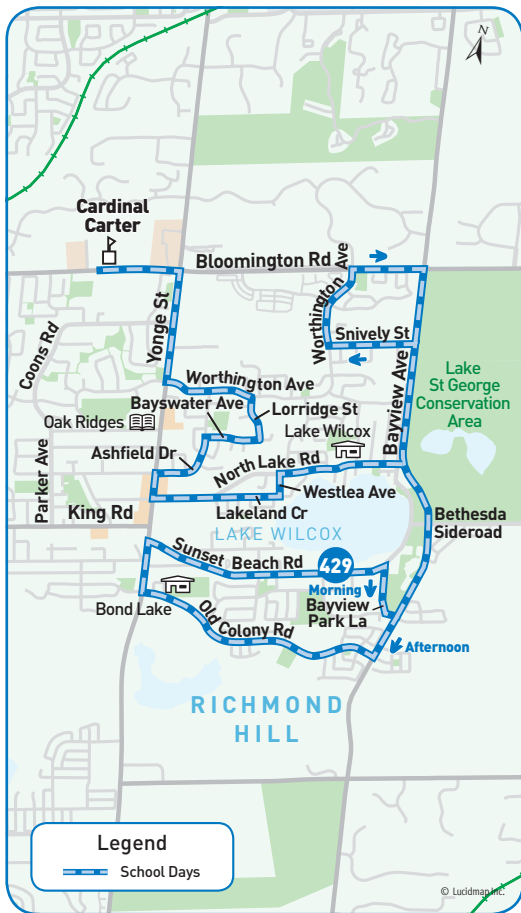 N
Cardinal
Carter
Bloomington Rd
Worthington Ave
Snively St
Yonge St
Coons Rd
Worthington Ave
Bayswater Ave
Lorridge St
Bayview Ave
Lake
St George
Conservation
Area
Oak Ridges
Lake Wilcox
Ashfield Dr
North Lake Rd
Parker Ave
Westlea Ave
King Rd
Lakeland Cr
Bethesda
Sideroad
LAKE WILCOX
Sunset Beach Rd
429
Morning
Bayview
Park La
Bond Lake
Old Colony Rd
Afternoon
RICHMOND
HILL
Legend
School Days
© Lucidmap Inc.